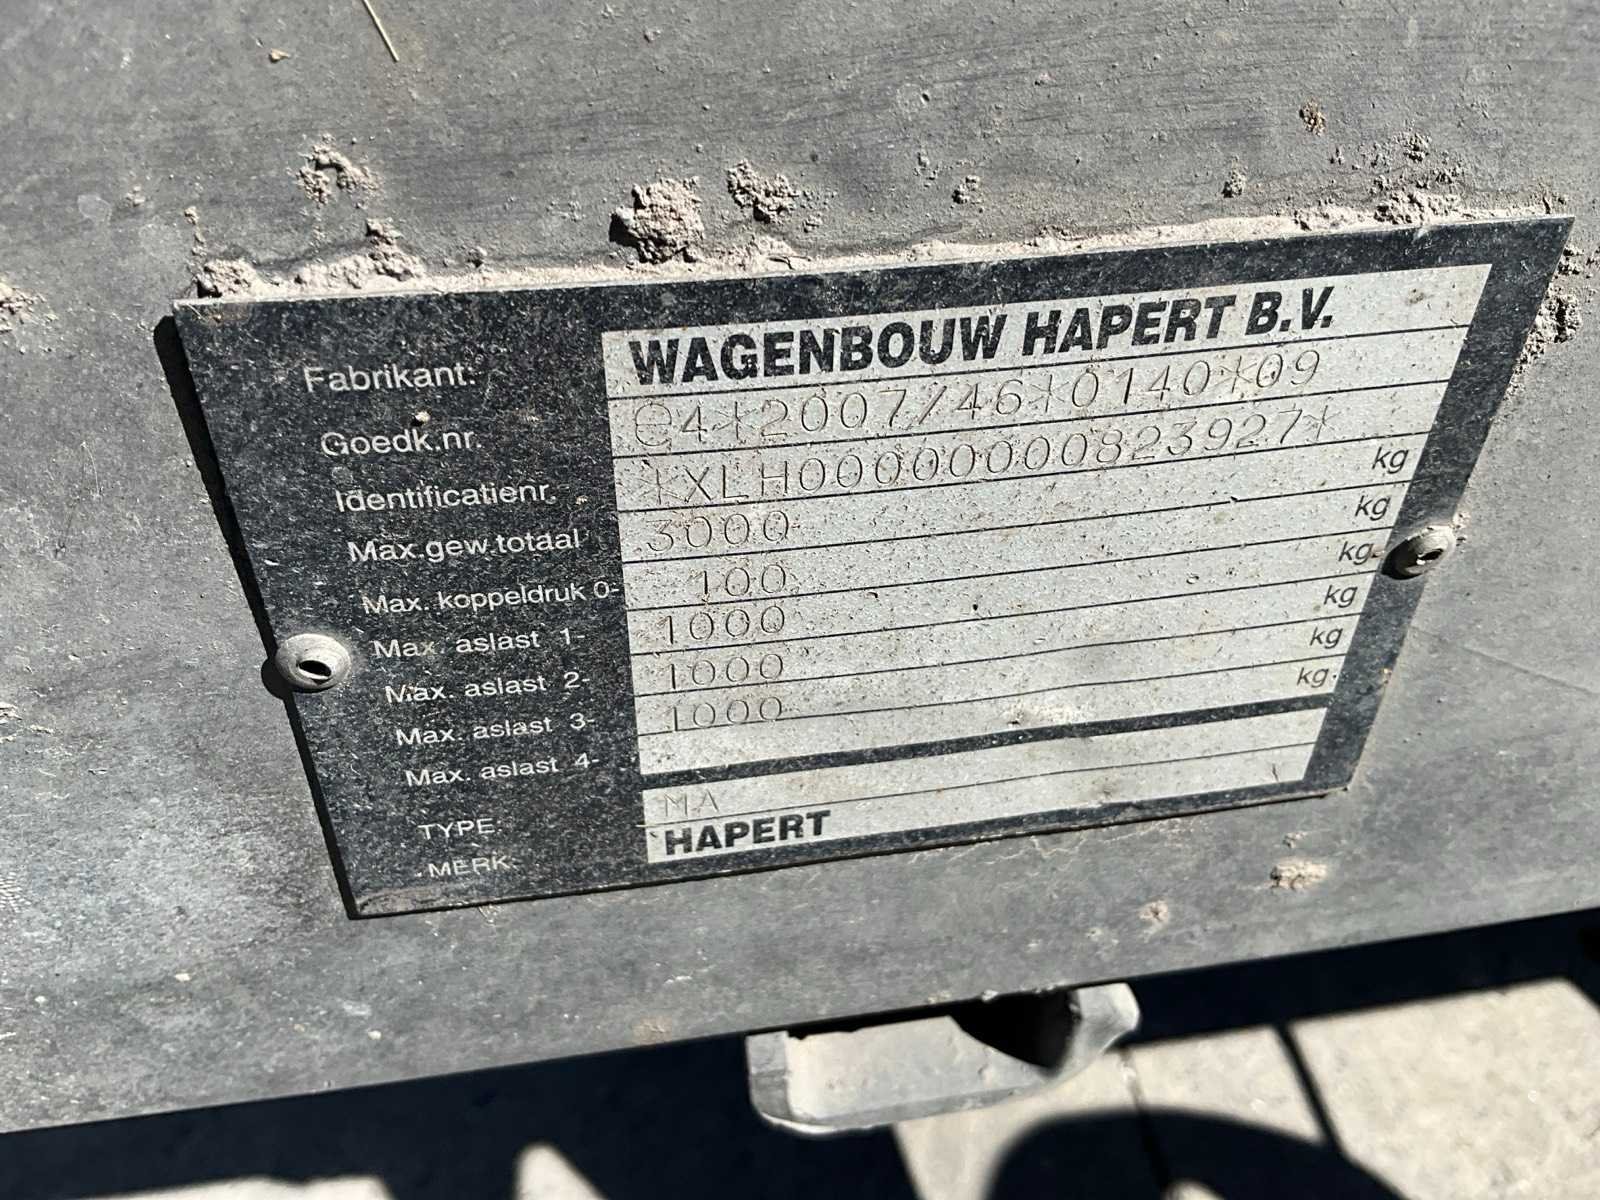 Fabrikant: WAGENBOUW HAPERT B.V.
Goedk.nr. e4*2007/46*0140*09
Identificatienr. *XLH00000000823927*
Max.gew.totaal 3000 kg
Max. koppeldruk 0- 100 kg
Max. aslast 1- 1000 kg
Max. aslast 2- 1000 kg
Max. aslast 3- 1000 kg
Max. aslast 4- kg
TYPE: MA
MERK: HAPERT